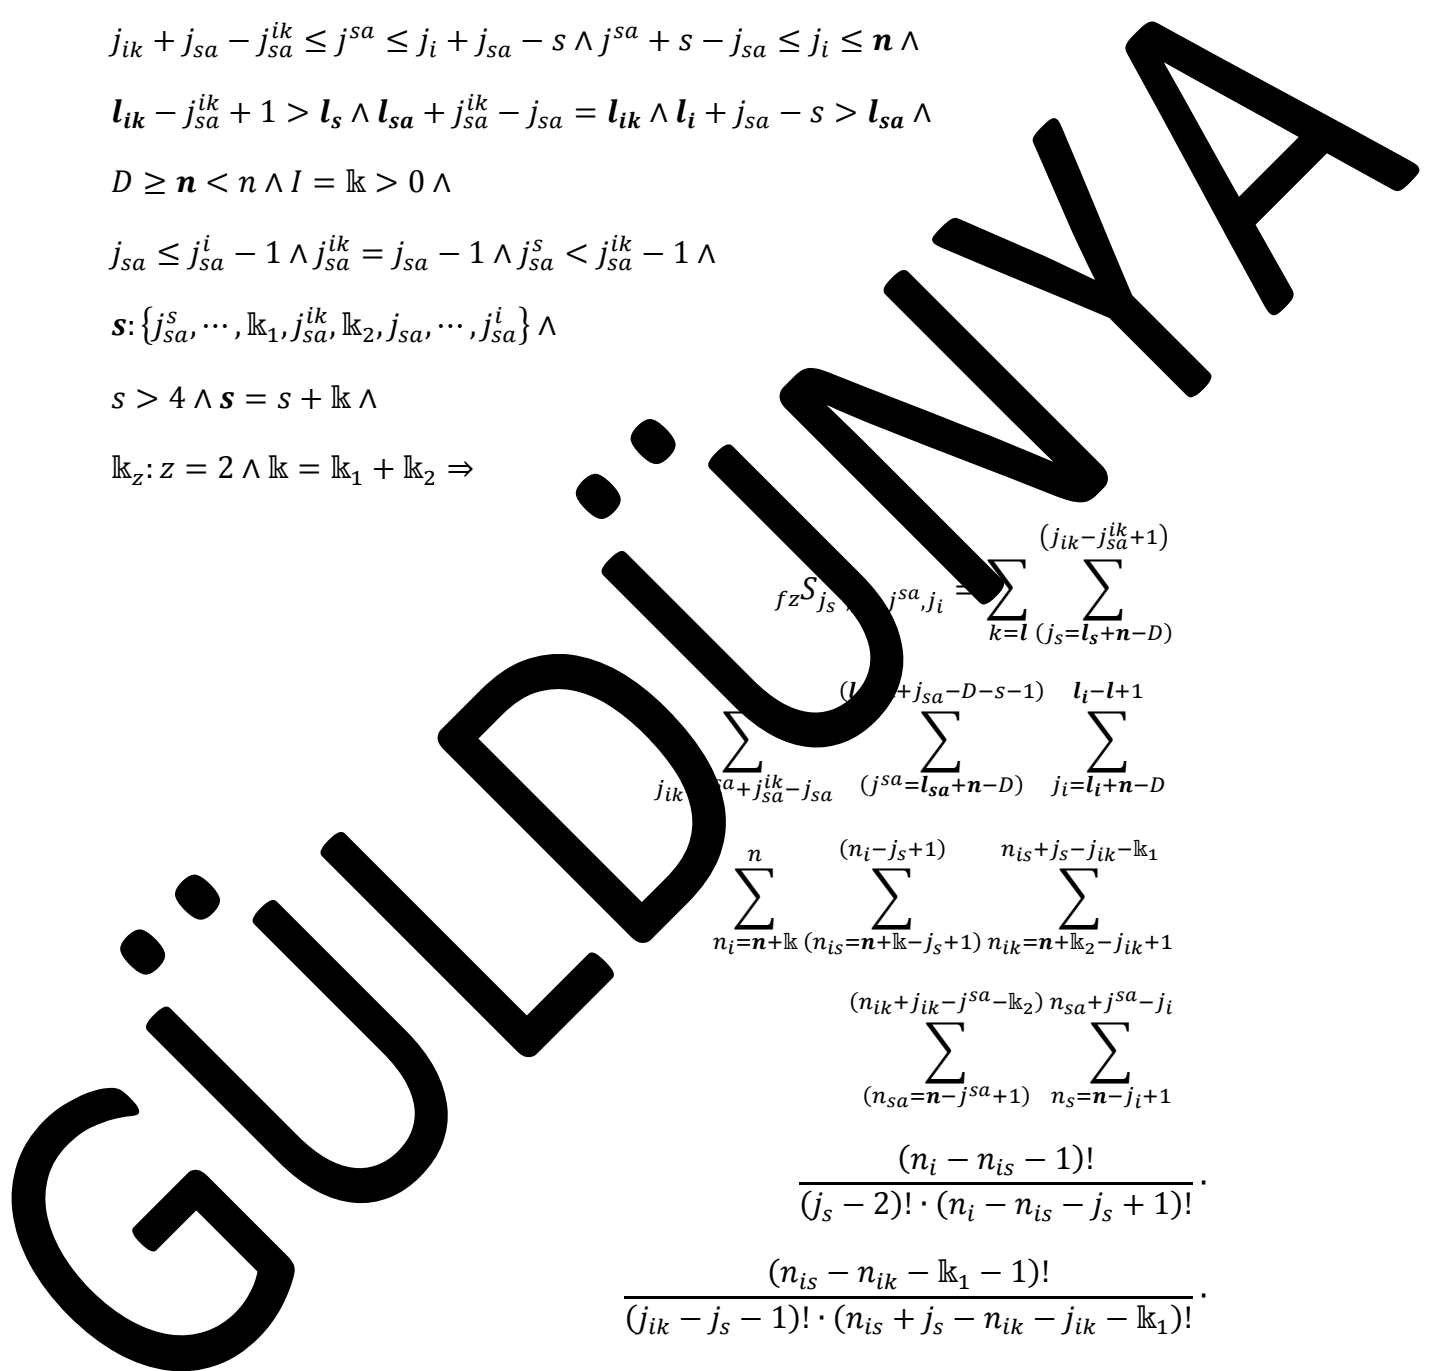 j_{ik} + j_{sa} − j_{sa}^{ik} ≤ j^{sa} ≤ j_i + j_{sa} − s ∧ j^{sa} + s − j_{sa} ≤ j_i ≤ 𝒏 ∧
𝒍_{𝒊𝒌} − j_{sa}^{ik} + 1 > 𝒍_𝒔 ∧ 𝒍_{𝒔𝒂} + j_{sa}^{ik} − j_{sa} = 𝒍_{𝒊𝒌} ∧ 𝒍_𝒊 + j_{sa} − s > 𝒍_{𝒔𝒂} ∧
D ≥ 𝒏 < n ∧ I = 𝕜 > 0 ∧
j_{sa} ≤ j_{sa}^{i} − 1 ∧ j_{sa}^{ik} = j_{sa} − 1 ∧ j_{sa}^{s} < j_{sa}^{ik} − 1 ∧
𝒔: {j_{sa}^{s}, ⋯, 𝕜_1, j_{sa}^{ik}, 𝕜_2, j_{sa}, ⋯, j_{sa}^{i}} ∧
s > 4 ∧ 𝒔 = s + 𝕜 ∧
𝕜_z: z = 2 ∧ 𝕜 = 𝕜_1 + 𝕜_2 ⇒
GÜLDÜNYA
(j_{ik}−j_{sa}^{ik}+1)
_{fz}S_{j_s, j^{sa}, j_i} = ∑ ∑
k=𝒍 (j_s=𝒍_𝒔+𝒏−D)
+j_{sa}−D−s−1) 𝒍_𝒊−𝒍+1
∑ ∑ ∑
j_{ik} +j_{sa}^{ik}−j_{sa} (j^{sa}=𝒍_{𝒔𝒂}+𝒏−D) j_i=𝒍_𝒊+𝒏−D
n (n_i−j_s+1) n_{is}+j_s−j_{ik}−𝕜_1
∑ ∑ ∑
n_i=𝒏+𝕜 (n_{is}=𝒏+𝕜−j_s+1) n_{ik}=𝒏+𝕜_2−j_{ik}+1
(n_{ik}+j_{ik}−j^{sa}−𝕜_2) n_{sa}+j^{sa}−j_i
∑ ∑
(n_{sa}=𝒏−j^{sa}+1) n_s=𝒏−j_i+1
(n_i − n_{is} − 1)!
(j_s − 2)! · (n_i − n_{is} − j_s + 1)! ·
(n_{is} − n_{ik} − 𝕜_1 − 1)!
(j_{ik} − j_s − 1)! · (n_{is} + j_s − n_{ik} − j_{ik} − 𝕜_1)! ·